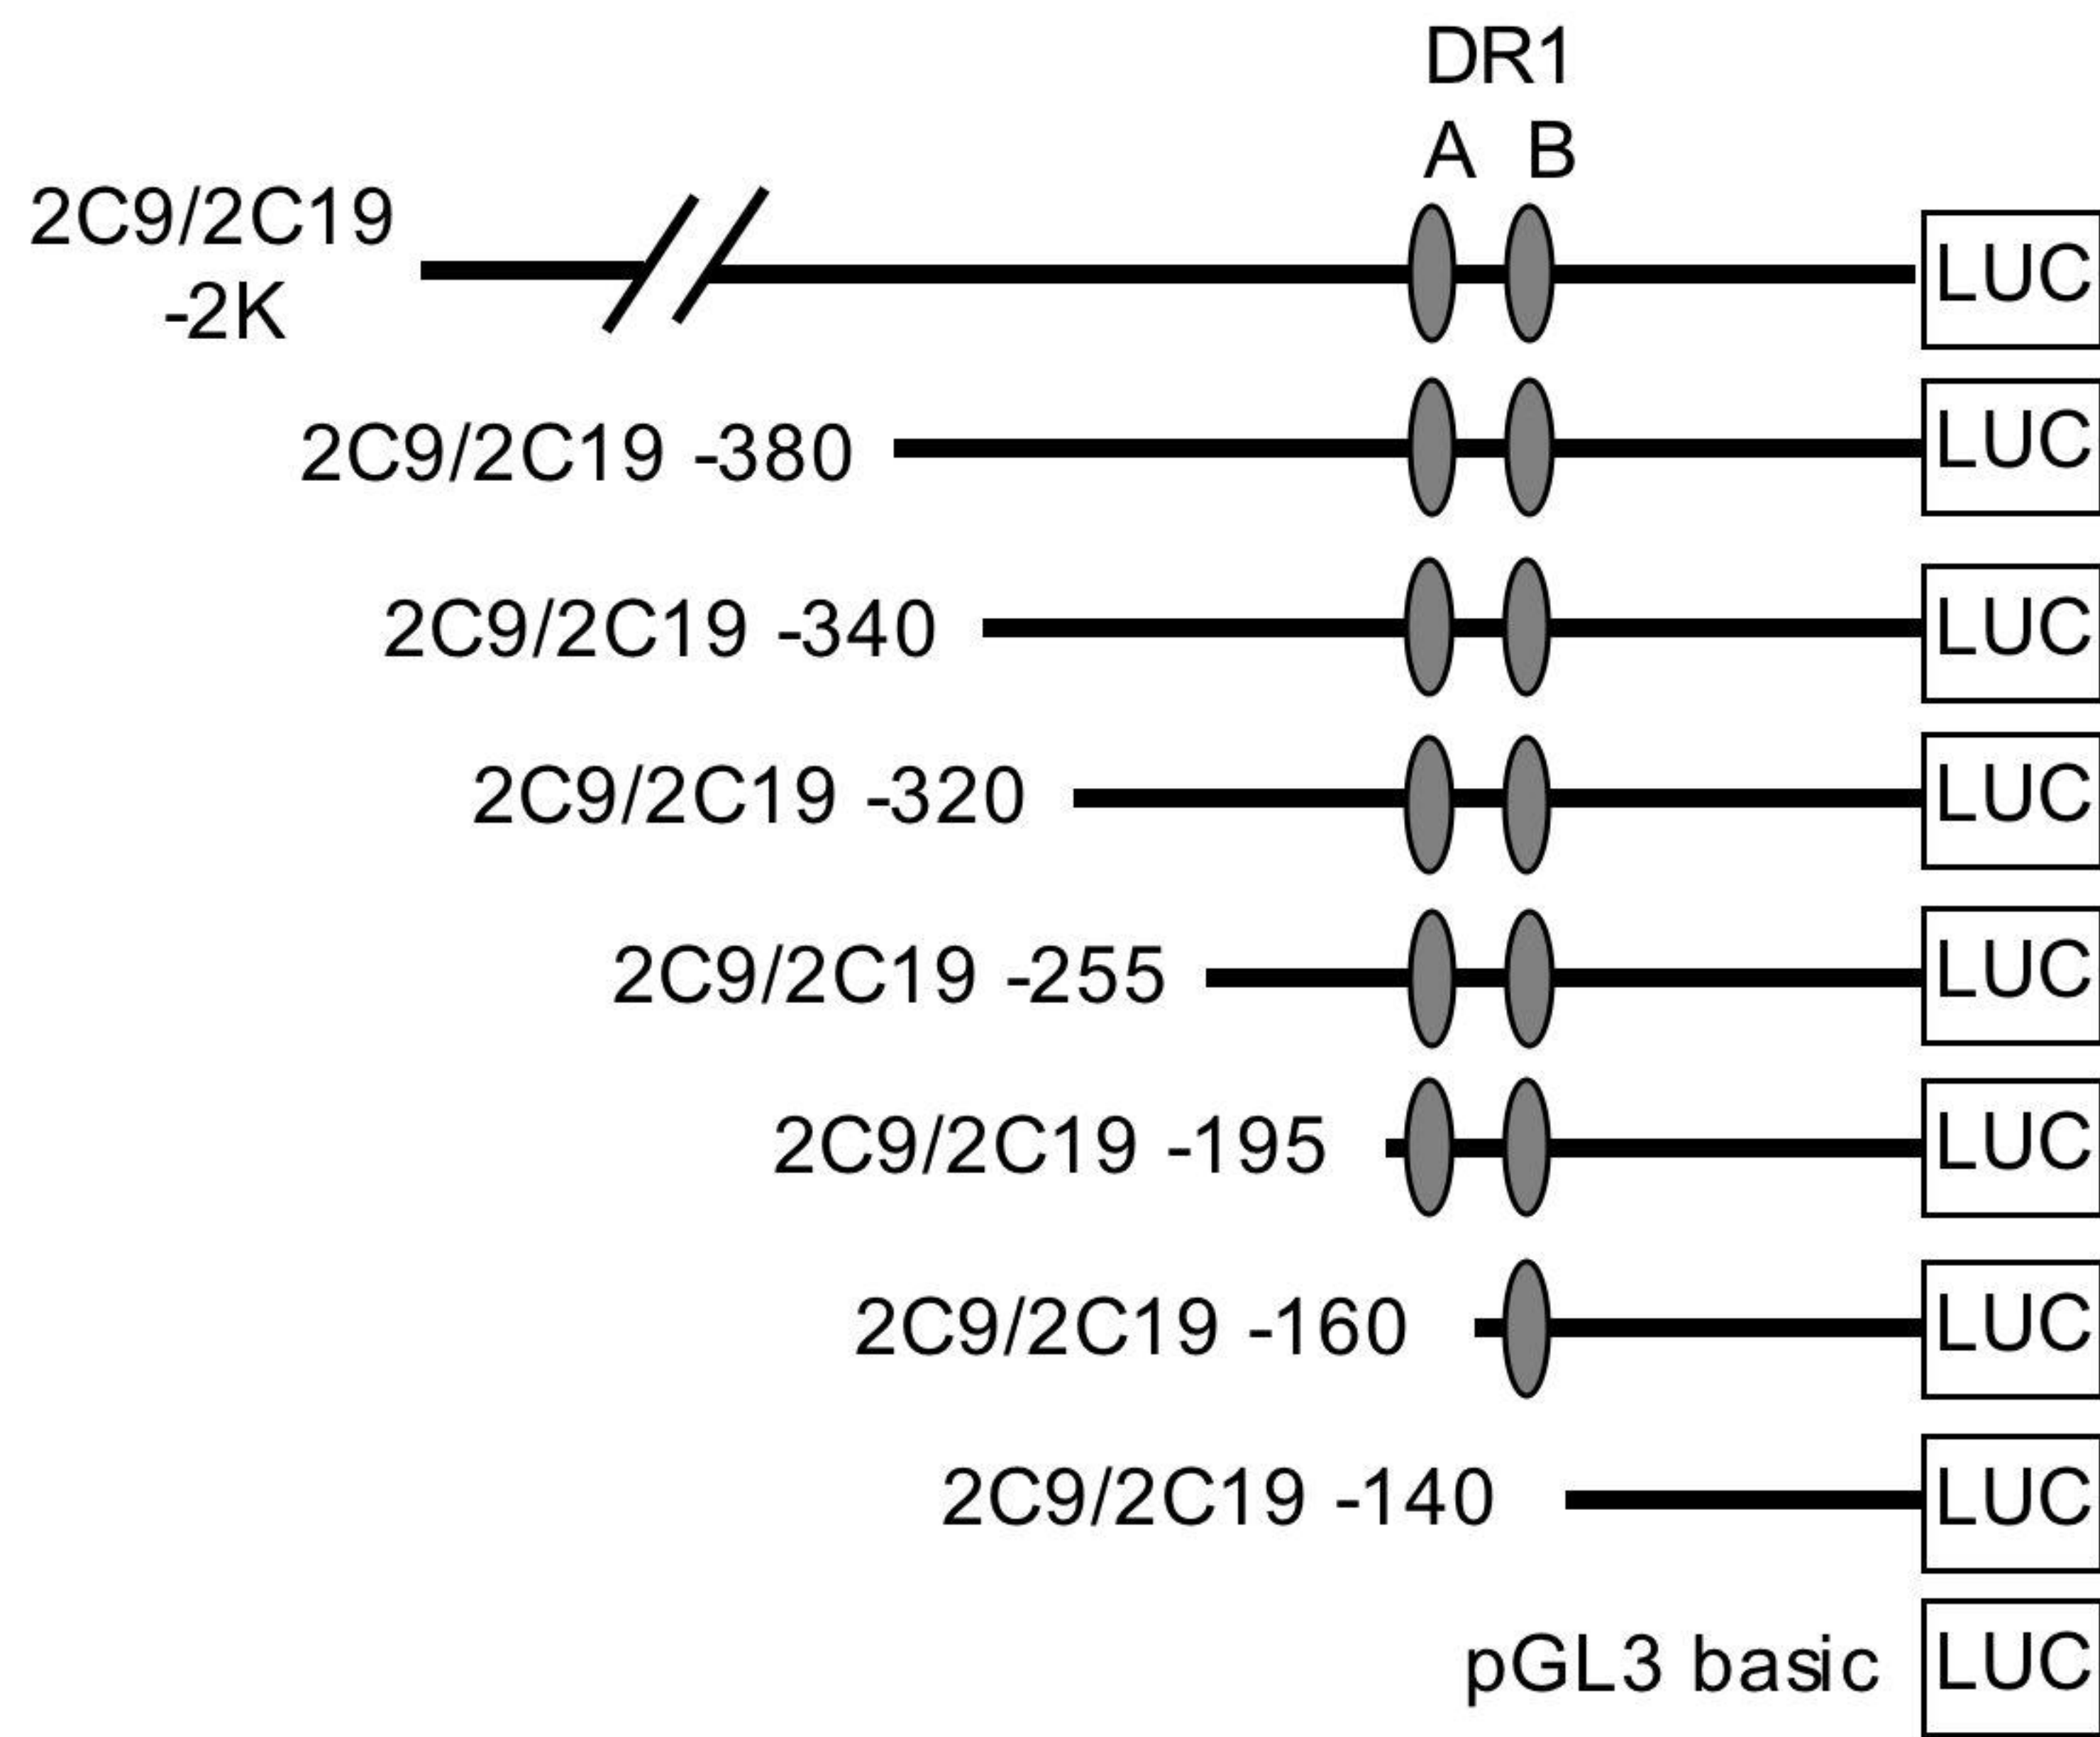 DR1
A B
2C9/2C19
-2K
LUC
2C9/2C19 -380 LUC
2C9/2C19 -340 LUC
2C9/2C19 -320 LUC
2C9/2C19 -255 LUC
2C9/2C19 -195 LUC
2C9/2C19 -160 LUC
2C9/2C19 -140 LUC
pGL3 basic LUC